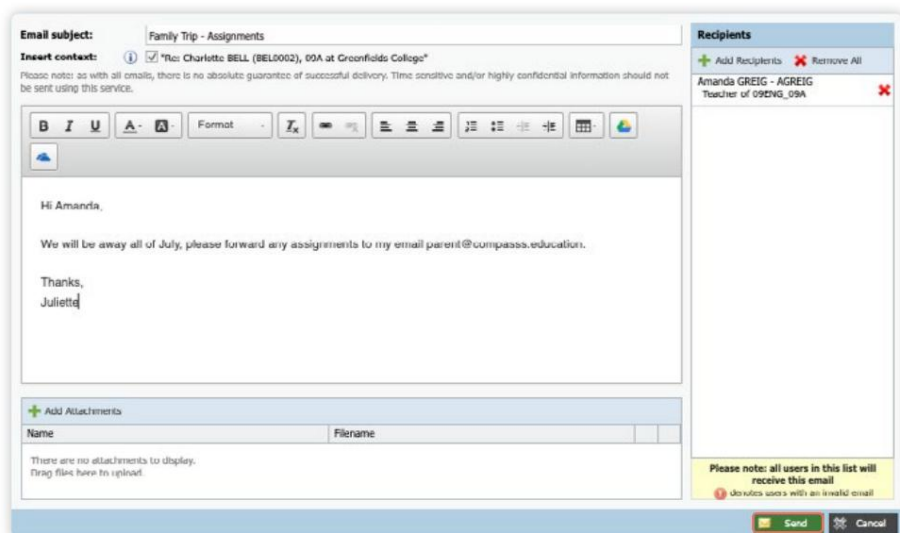 Email subject:
Family Trip - Assignments
Insert context:
"Re: Charlotte BELL (BEL0002), 09A at Greenfields College"
Please note: as with all emails, there is no absolute guarantee of successful delivery. Time sensitive and/or highly confidential information should not
be sent using this service.
B I U A A Format Tx
Hi Amanda,
We will be away all of July, please forward any assignments to my email parent@compasss.education.
Thanks,
Juliette
Add Attachments
Name Filename
There are no attachments to display.
Drag files here to upload.
Recipients
Add Recipients Remove All
Amanda GREIG - AGREIG
Teacher of 09ENG_09A
Please note: all users in this list will
receive this email
denotes users with an invalid email
Send Cancel